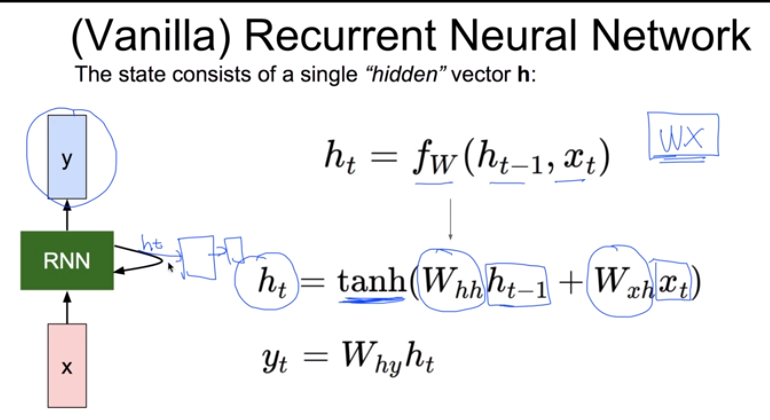 (Vanilla) Recurrent Neural Network
The state consists of a single “hidden” vector h:
y
h_t = f_W(h_{t-1}, x_t)
WX
ht
RNN
h_t = tanh(W_{hh}h_{t-1} + W_{xh}x_t)
x
y_t = W_{hy}h_t